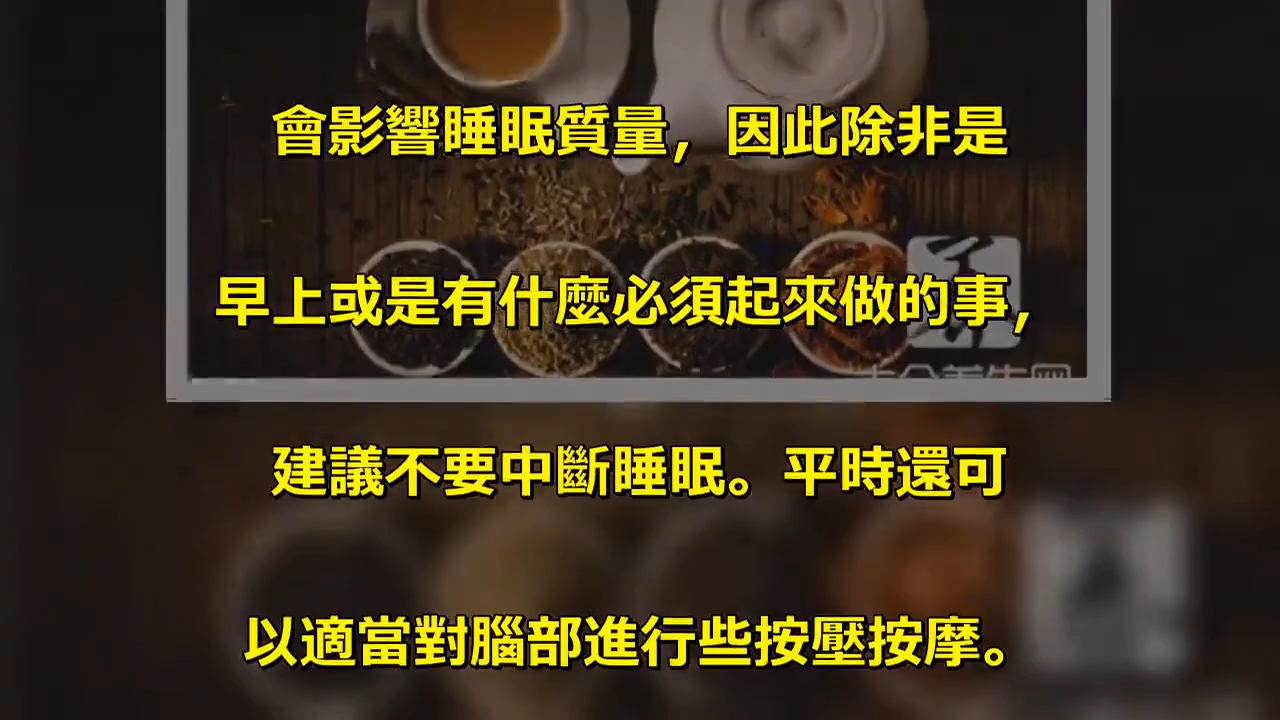 會影響睡眠質量，因此除非是
早上或是有什麼必須起來做的事，
建議不要中斷睡眠。平時還可
以適當對腦部進行些按壓按摩。